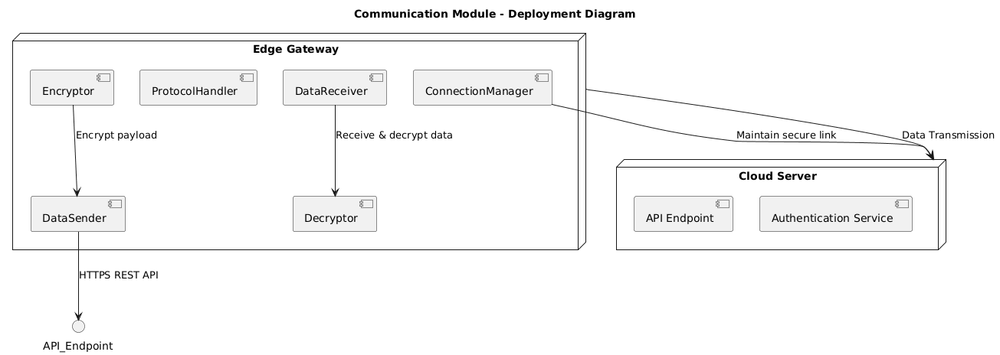 Communication Module - Deployment Diagram
Edge Gateway
Encryptor
ProtocolHandler
DataReceiver
ConnectionManager
Encrypt payload
Receive & decrypt data
Maintain secure link
Data Transmission
Cloud Server
DataSender
Decryptor
API Endpoint
Authentication Service
HTTPS REST API
API_Endpoint